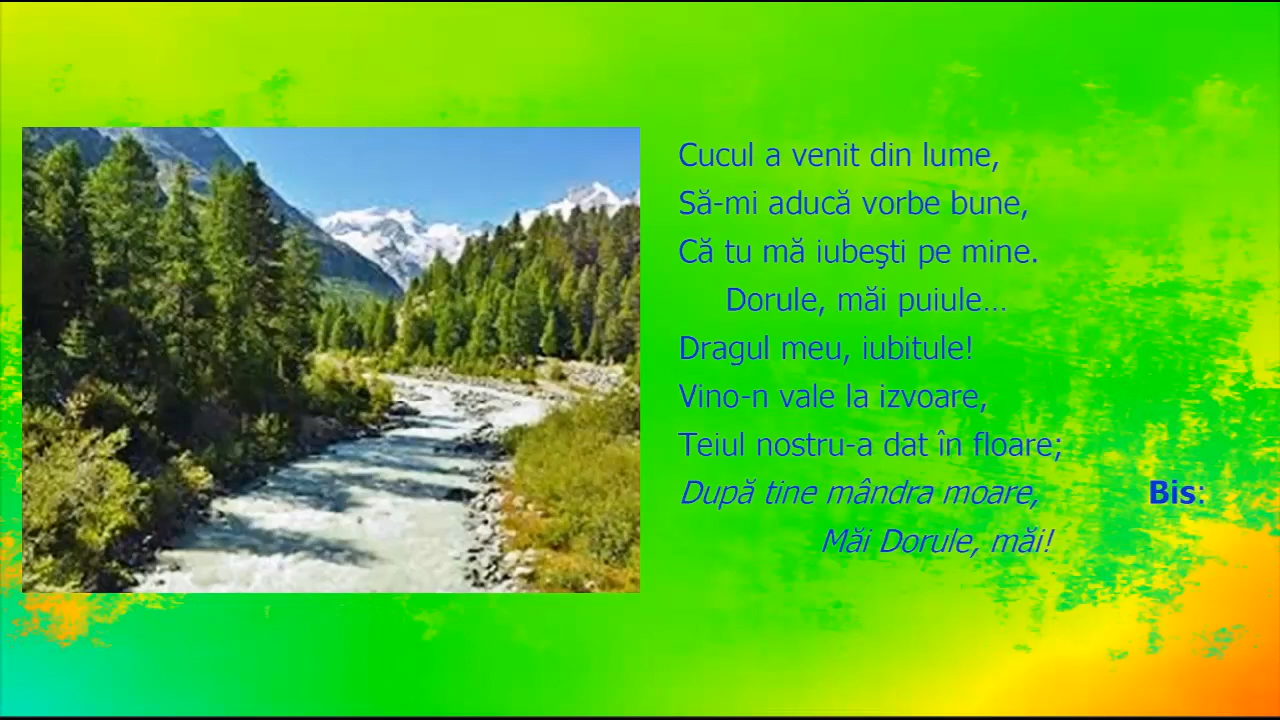 Cucul a venit din lume,
Să-mi aducă vorbe bune,
Că tu mă iubeşti pe mine.
Dorule, măi puiule...
Dragul meu, iubitule!
Vino-n vale la izvoare,
Teiul nostru-a dat în floare;
După tine mândra moare, Bis:
Măi Dorule, măi!